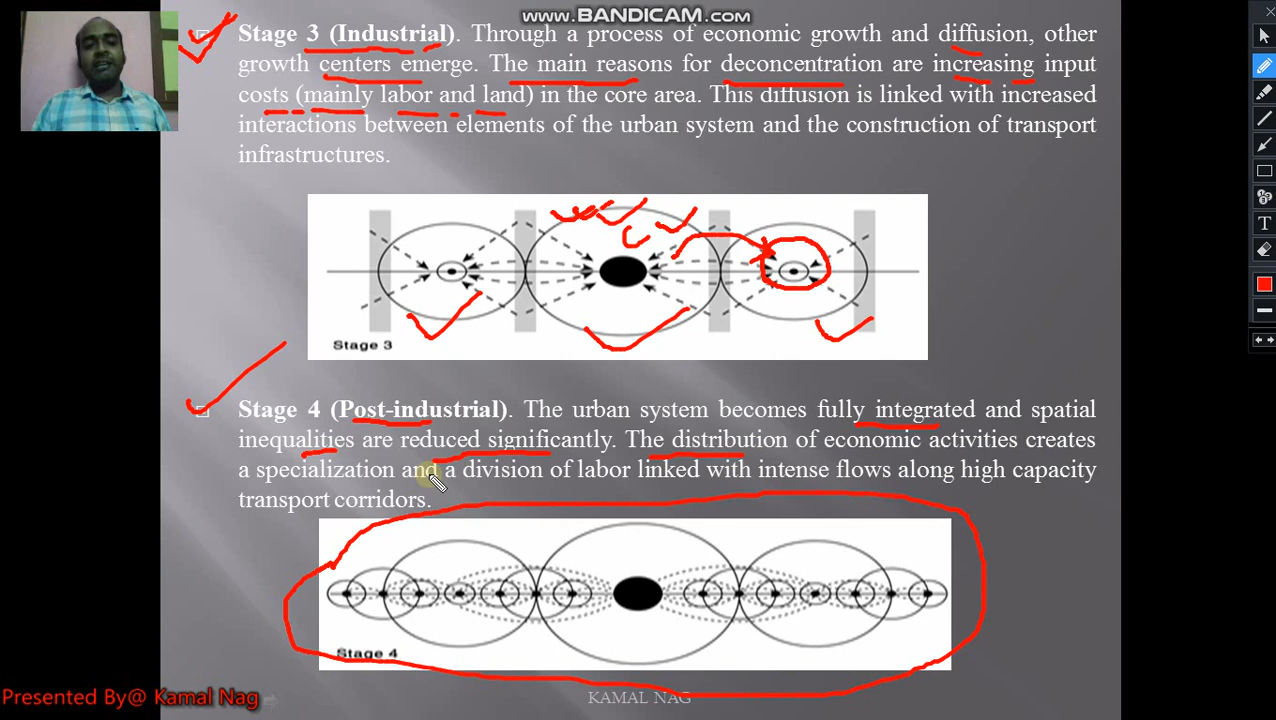 www.BANDICAM.com
Stage 3 (Industrial). Through a process of economic growth and diffusion, other
growth centers emerge. The main reasons for deconcentration are increasing input
costs (mainly labor and land) in the core area. This diffusion is linked with increased
interactions between elements of the urban system and the construction of transport
infrastructures.
Stage 3
Stage 4 (Post-industrial). The urban system becomes fully integrated and spatial
inequalities are reduced significantly. The distribution of economic activities creates
a specialization and a division of labor linked with intense flows along high capacity
transport corridors.
Stage 4
Presented By@ Kamal Nag
KAMAL NAG